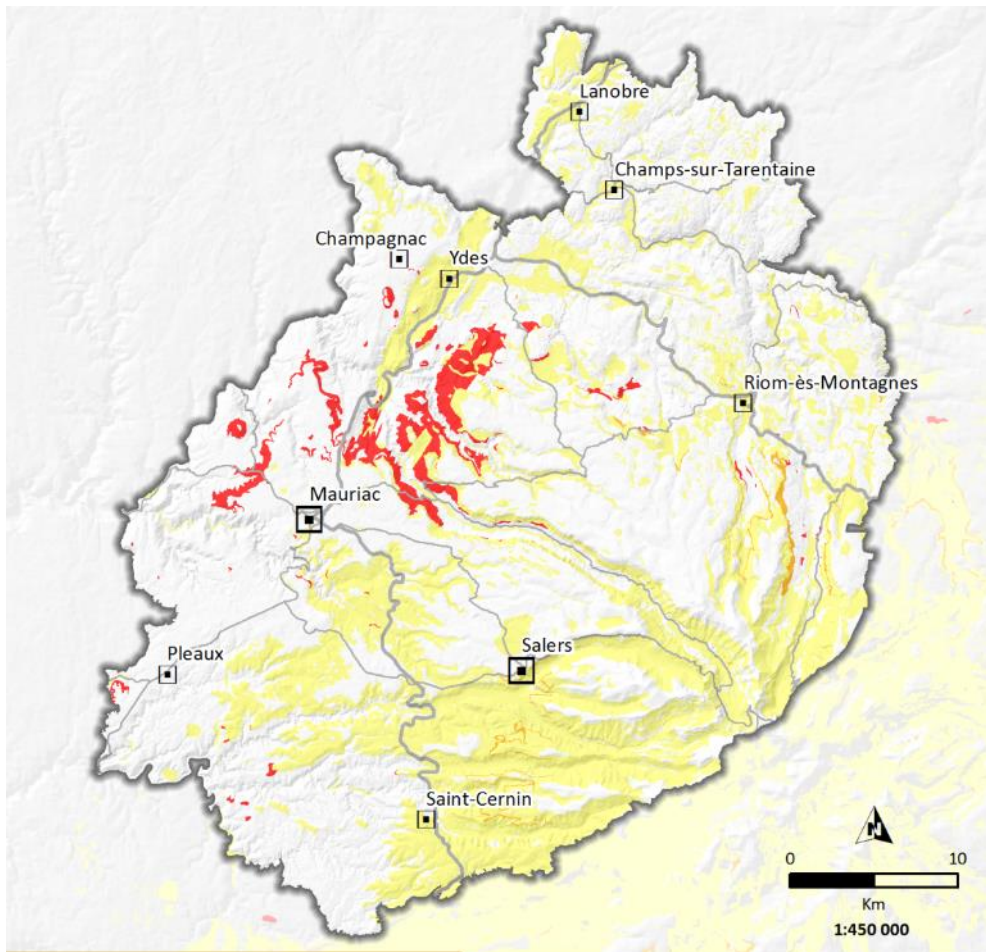 Lanobre
Champs-sur-Tarentaine
Champagnac
Ydes
Riom-ès-Montagnes
Mauriac
Pleaux
Salers
Saint-Cernin
N
0 10
Km
1:450 000